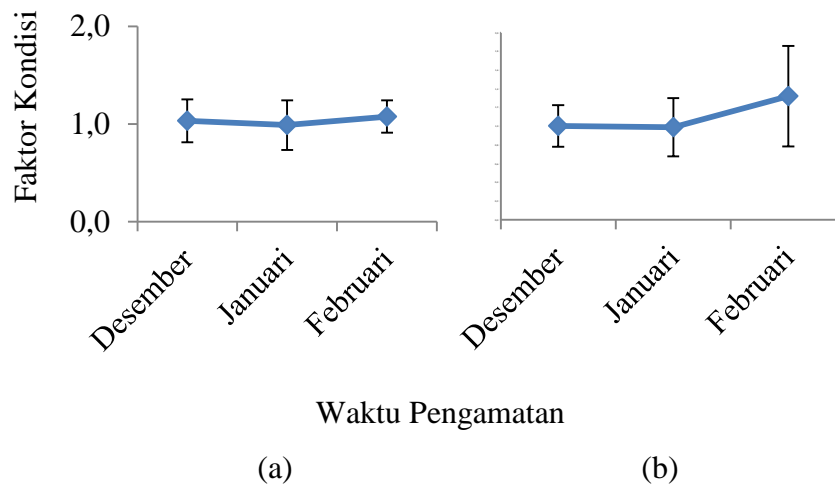 Faktor Kondisi
2,0
1,0
0,0
Desember
Januari
Februari
Desember
Januari
Februari
Waktu Pengamatan
(a)
(b)